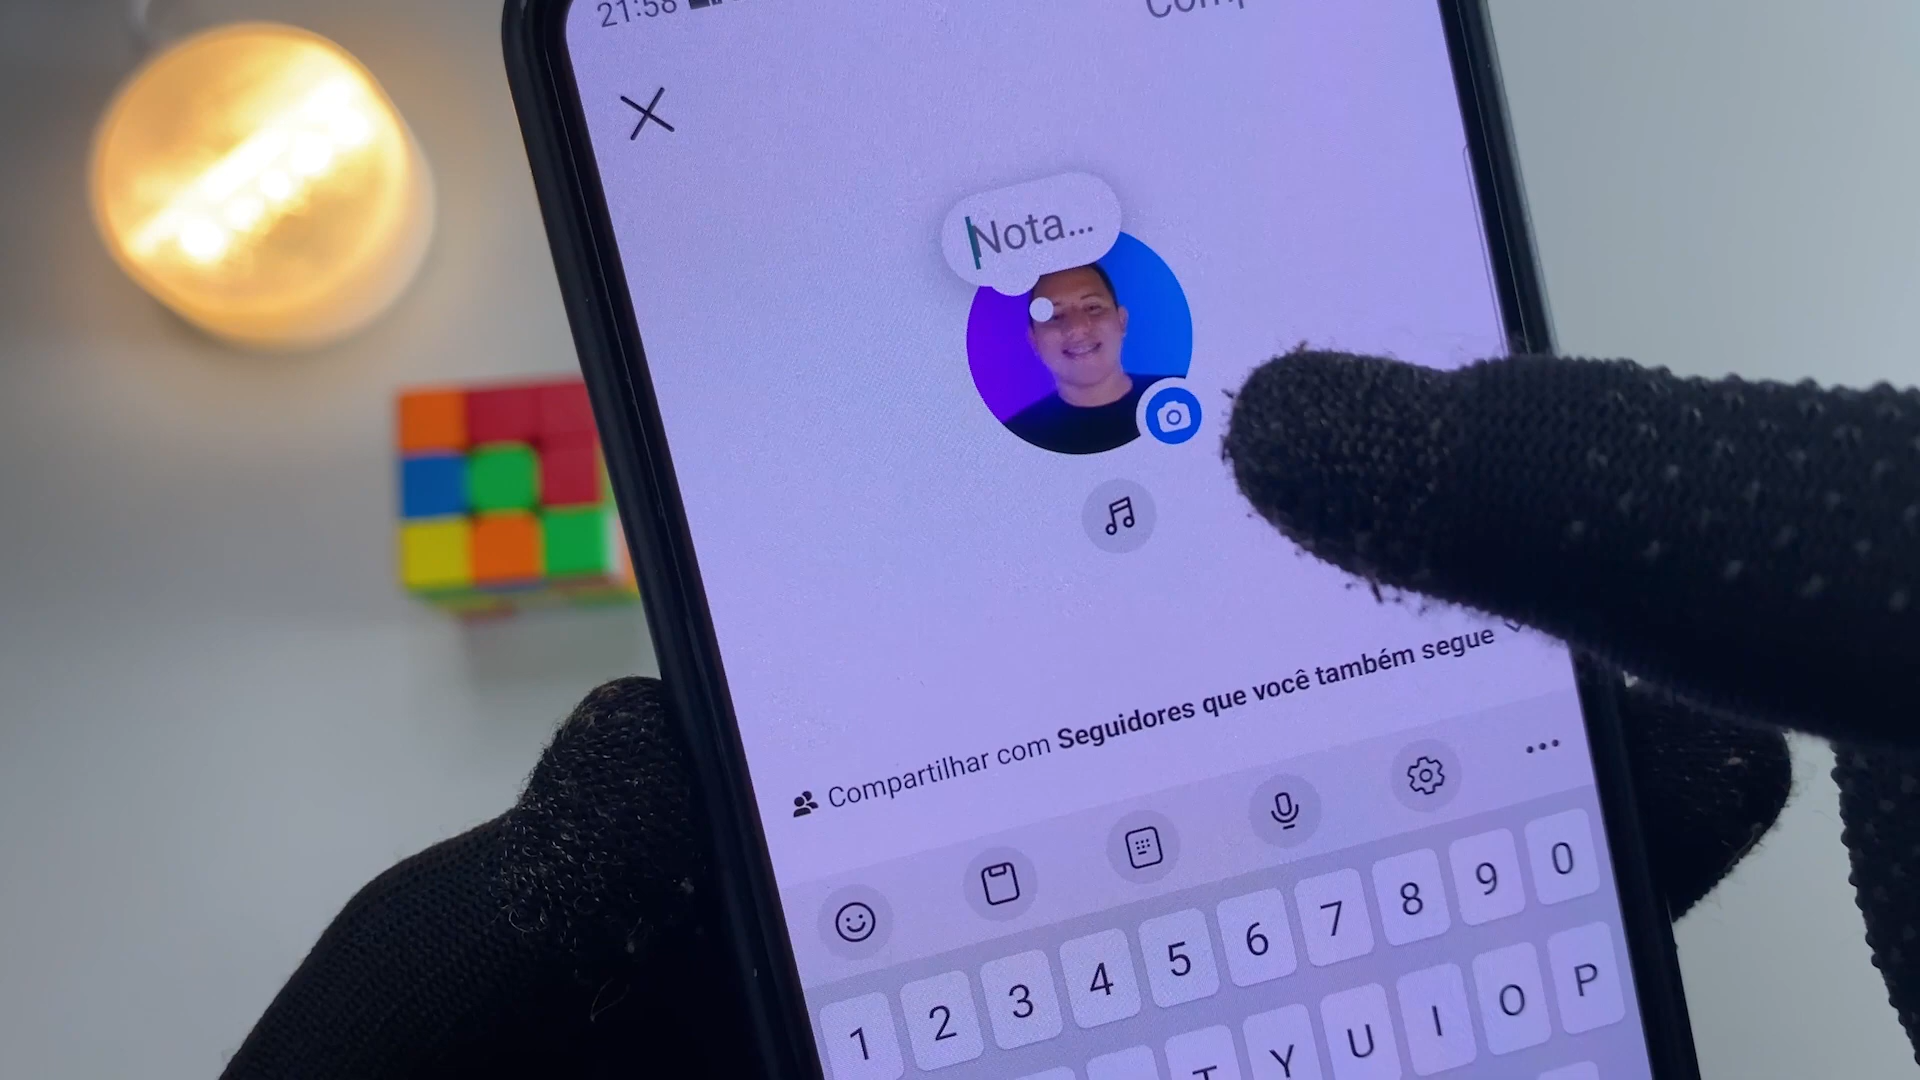 21:58
Nota...
Compartilhar com Seguidores que você também segue
1 2 3 4 5 6 7 8 9 0
T Y U I O P